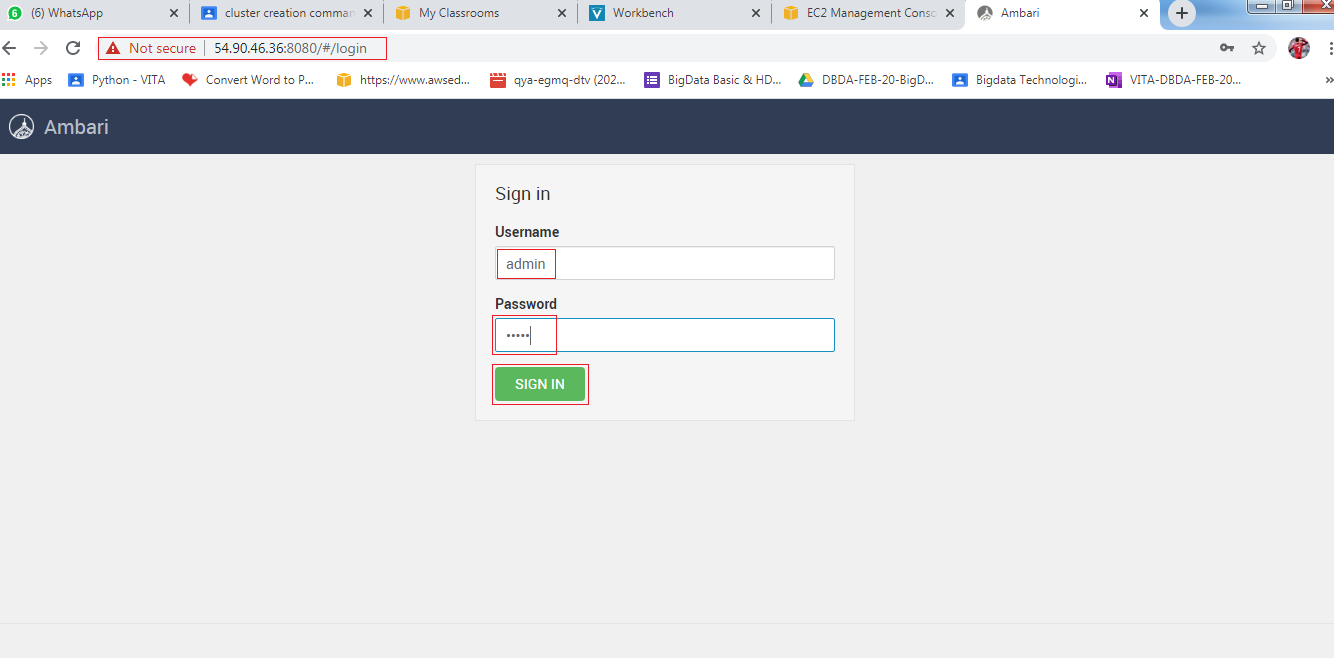 6 (6) WhatsApp
cluster creation comman
My Classrooms
V Workbench
EC2 Management Consc
Ambari
Not secure 54.90.46.36:8080/#/login
Apps Python - VITA Convert Word to P... https://www.awsed... qya-egmq-dtv (202... BigData Basic & HD... DBDA-FEB-20-BigD... Bigdata Technologi... N VITA-DBDA-FEB-20... »
Ambari
Sign in
Username
admin
Password
•••••
SIGN IN